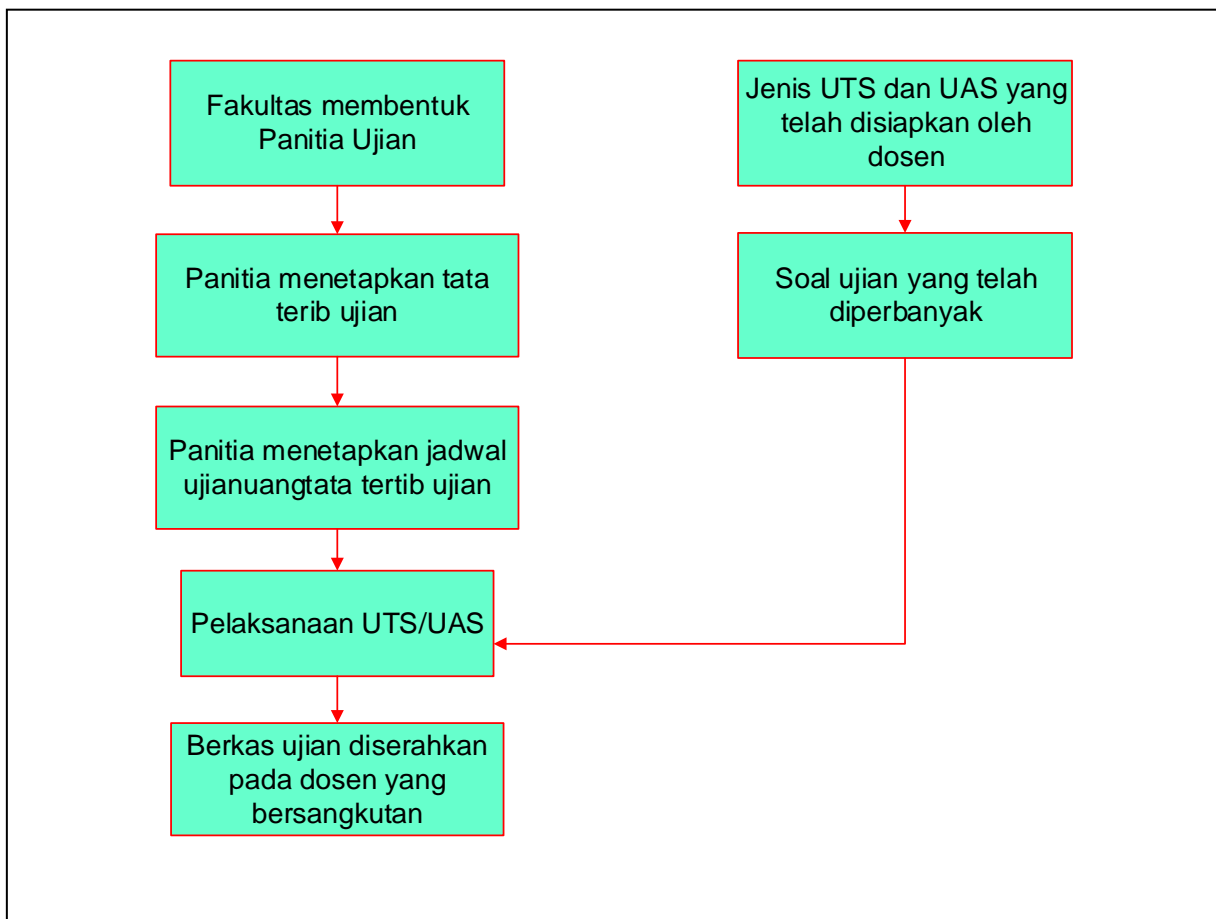 Fakultas membentuk
Panitia Ujian
Panitia menetapkan tata
terib ujian
Panitia menetapkan jadwal
ujianuangtata tertib ujian
Pelaksanaan UTS/UAS
Berkas ujian diserahkan
pada dosen yang
bersangkutan
Jenis UTS dan UAS yang
telah disiapkan oleh
dosen
Soal ujian yang telah
diperbanyak